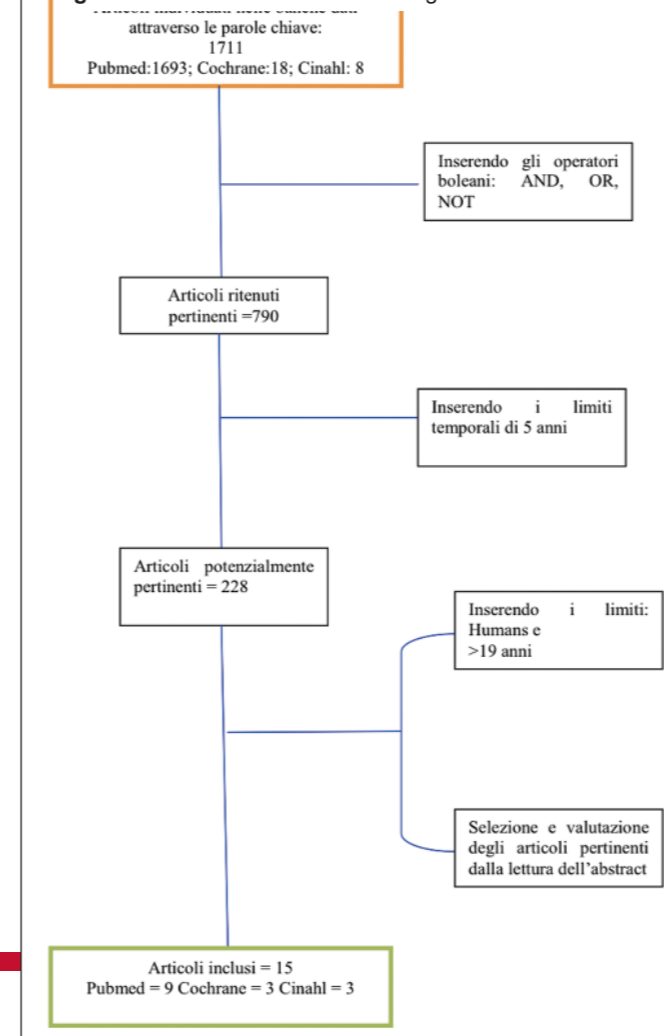 attraverso le parole chiave:
1711
Pubmed:1693; Cochrane:18; Cinahl: 8
Inserendo gli operatori
boleani: AND, OR,
NOT
Articoli ritenuti
pertinenti =790
Inserendo i limiti
temporali di 5 anni
Articoli potenzialmente
pertinenti = 228
Inserendo i limiti:
Humans e
>19 anni
Selezione e valutazione
degli articoli pertinenti
dalla lettura dell’abstract
Articoli inclusi = 15
Pubmed = 9 Cochrane = 3 Cinahl = 3